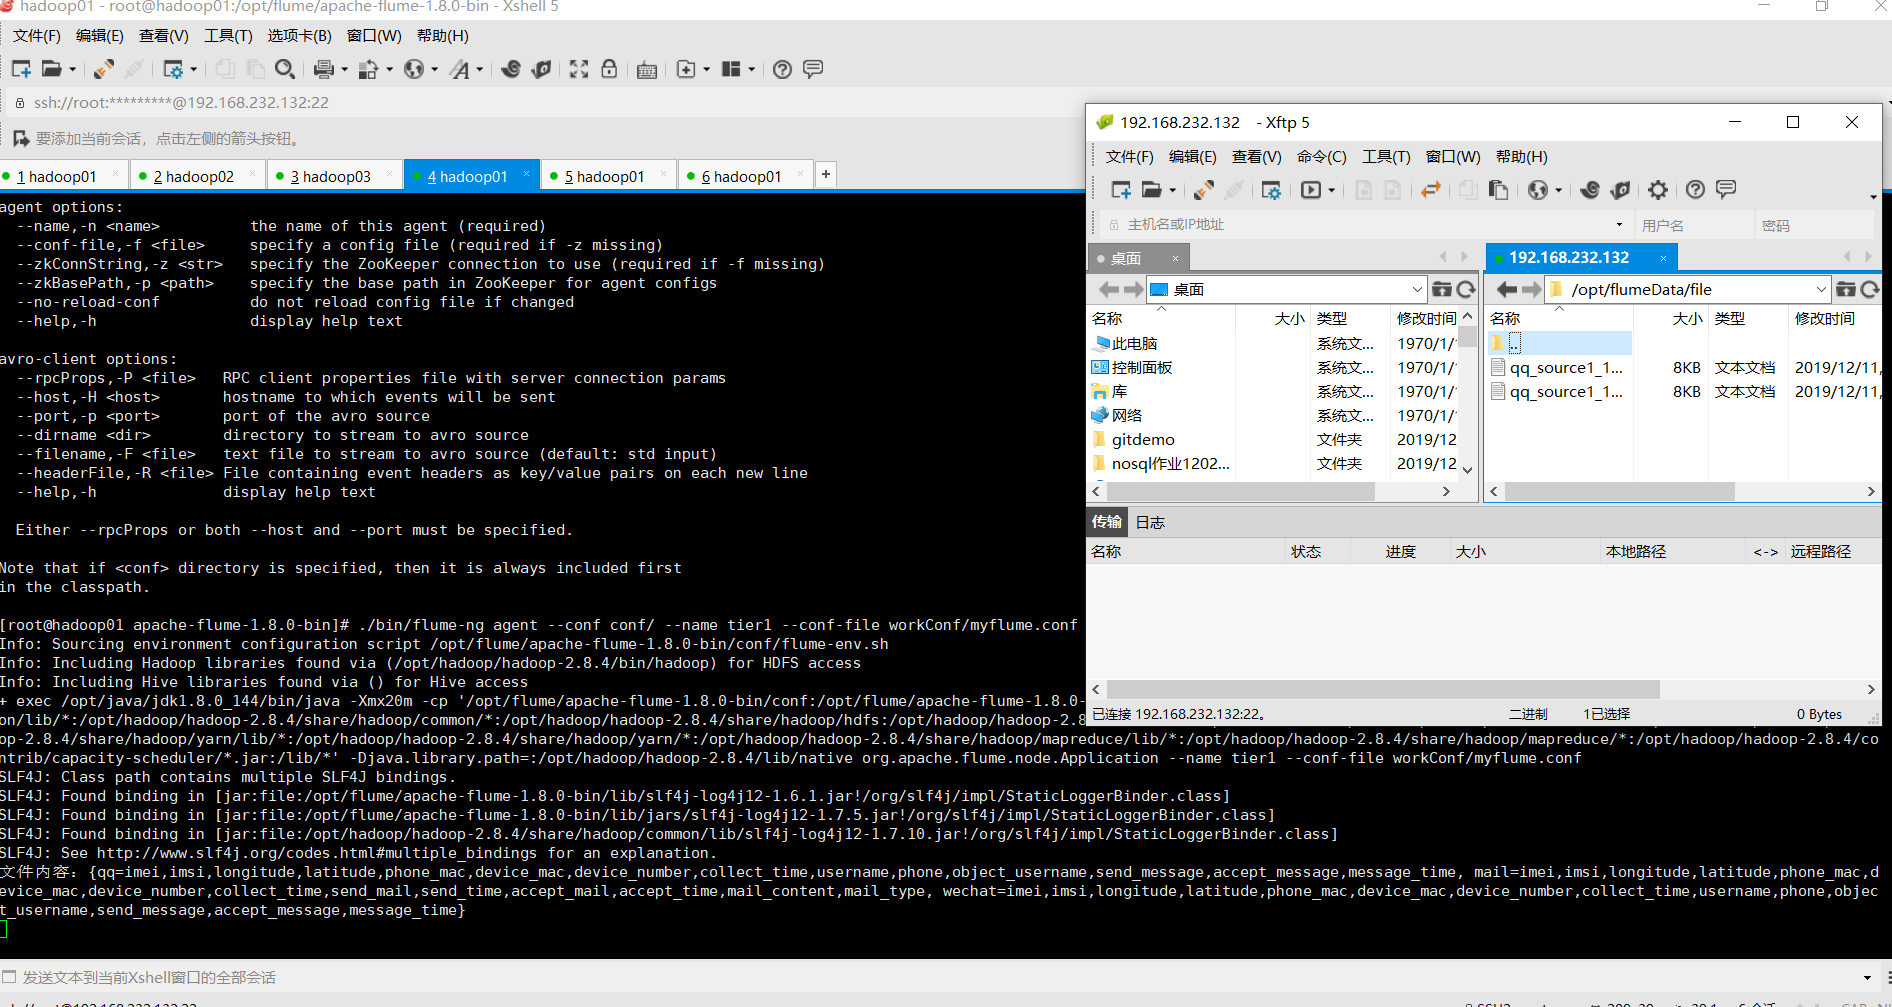 hadoop01 - root@hadoop01:/opt/flume/apache-flume-1.8.0-bin - Xshell 5
文件(F) 编辑(E) 查看(V) 工具(T) 选项卡(B) 窗口(W) 帮助(H)
ssh://root:*********@192.168.232.132:22
要添加当前会话，点击左侧的箭头按钮。
1 hadoop01 × 2 hadoop02 × 3 hadoop03 × 4 hadoop01 × 5 hadoop01 × 6 hadoop01 × +
agent options:
--name,-n <name> the name of this agent (required)
--conf-file,-f <file> specify a config file (required if -z missing)
--zkConnString,-z <str> specify the ZooKeeper connection to use (required if -f missing)
--zkBasePath,-p <path> specify the base path in ZooKeeper for agent configs
--no-reload-conf do not reload config file if changed
--help,-h display help text
avro-client options:
--rpcProps,-P <file> RPC client properties file with server connection params
--host,-H <host> hostname to which events will be sent
--port,-p <port> port of the avro source
--dirname <dir> directory to stream to avro source
--filename,-F <file> text file to stream to avro source (default: std input)
--headerFile,-R <file> File containing event headers as key/value pairs on each new line
--help,-h display help text
Either --rpcProps or both --host and --port must be specified.
Note that if <conf> directory is specified, then it is always included first
in the classpath.
[root@hadoop01 apache-flume-1.8.0-bin]# ./bin/flume-ng agent --conf conf/ --name tier1 --conf-file workConf/myflume.conf
Info: Sourcing environment configuration script /opt/flume/apache-flume-1.8.0-bin/conf/flume-env.sh
Info: Including Hadoop libraries found via (/opt/hadoop/hadoop-2.8.4/bin/hadoop) for HDFS access
Info: Including Hive libraries found via () for Hive access
+ exec /opt/java/jdk1.8.0_144/bin/java -Xmx20m -cp '/opt/flume/apache-flume-1.8.0-bin/conf:/opt/flume/apache-flume-1.8.0-
on/lib/*:/opt/hadoop/hadoop-2.8.4/share/hadoop/common/*:/opt/hadoop/hadoop-2.8.4/share/hadoop/hdfs:/opt/hadoop/hadoop-2.8
op-2.8.4/share/hadoop/yarn/lib/*:/opt/hadoop/hadoop-2.8.4/share/hadoop/yarn/*:/opt/hadoop/hadoop-2.8.4/share/hadoop/mapreduce/lib/*:/opt/hadoop/hadoop-2.8.4/share/hadoop/mapreduce/*:/opt/hadoop/hadoop-2.8.4/co
ntrib/capacity-scheduler/*.jar:/lib/*' -Djava.library.path=:/opt/hadoop/hadoop-2.8.4/lib/native org.apache.flume.node.Application --name tier1 --conf-file workConf/myflume.conf
SLF4J: Class path contains multiple SLF4J bindings.
SLF4J: Found binding in [jar:file:/opt/flume/apache-flume-1.8.0-bin/lib/slf4j-log4j12-1.6.1.jar!/org/slf4j/impl/StaticLoggerBinder.class]
SLF4J: Found binding in [jar:file:/opt/flume/apache-flume-1.8.0-bin/lib/jars/slf4j-log4j12-1.7.5.jar!/org/slf4j/impl/StaticLoggerBinder.class]
SLF4J: Found binding in [jar:file:/opt/hadoop/hadoop-2.8.4/share/hadoop/common/lib/slf4j-log4j12-1.7.10.jar!/org/slf4j/impl/StaticLoggerBinder.class]
SLF4J: See http://www.slf4j.org/codes.html#multiple_bindings for an explanation.
文件内容: {qq=imei,imsi,longitude,latitude,phone_mac,device_mac,device_number,collect_time,username,phone,object_username,send_message,accept_message,message_time, mail=imei,imsi,longitude,latitude,phone_mac,d
evice_mac,device_number,collect_time,send_mail,send_time,accept_mail,accept_time,mail_content,mail_type, wechat=imei,imsi,longitude,latitude,phone_mac,device_mac,device_number,collect_time,username,phone,objec
t_username,send_message,accept_message,message_time}
发送文本到当前Xshell窗口的全部会话
192.168.232.132 - Xftp 5
文件(F) 编辑(E) 查看(V) 命令(C) 工具(T) 窗口(W) 帮助(H)
主机名或IP地址 用户名 密码
桌面 × 192.168.232.132 ×
桌面 /opt/flumeData/file
名称 大小 类型 修改时间 名称 大小 类型 修改时间
此电脑 系统文... 1970/1/ ..
控制面板 系统文... 1970/1/ qq_source1_1... 8KB 文本文档 2019/12/11,
库 系统文... 1970/1/ qq_source1_1... 8KB 文本文档 2019/12/11,
网络 系统文... 1970/1/
gitdemo 文件夹 2019/12
nosql作业1202... 文件夹 2019/12
传输 日志
名称 状态 进度 大小 本地路径 <-> 远程路径
已连接 192.168.232.132:22。 二进制 1已选择 0 Bytes